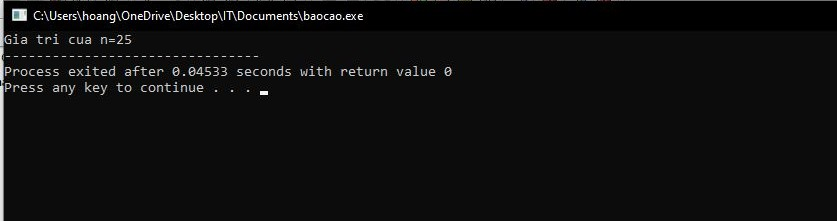 C:\Users\hoang\OneDrive\Desktop\IT\Documents\baocao.exe
Gia tri cua n=25
--------------------------------
Process exited after 0.04533 seconds with return value 0
Press any key to continue . . .